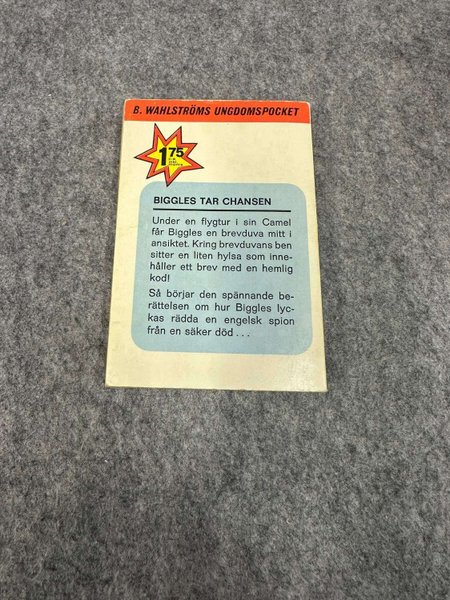 B. WAHLSTRÖMS UNGDOMSPOCKET
1 75
BIGGLES TAR CHANSEN
Under en flygtur i sin Camel
får Biggles en brevduva mitt i
ansiktet. Kring brevduvans ben
sitter en liten hylsa som inne-
håller ett brev med en hemlig
kod!
Så börjar den spännande be-
rättelsen om hur Biggles lyc-
kas rädda en engelsk spion
från en säker död . . .